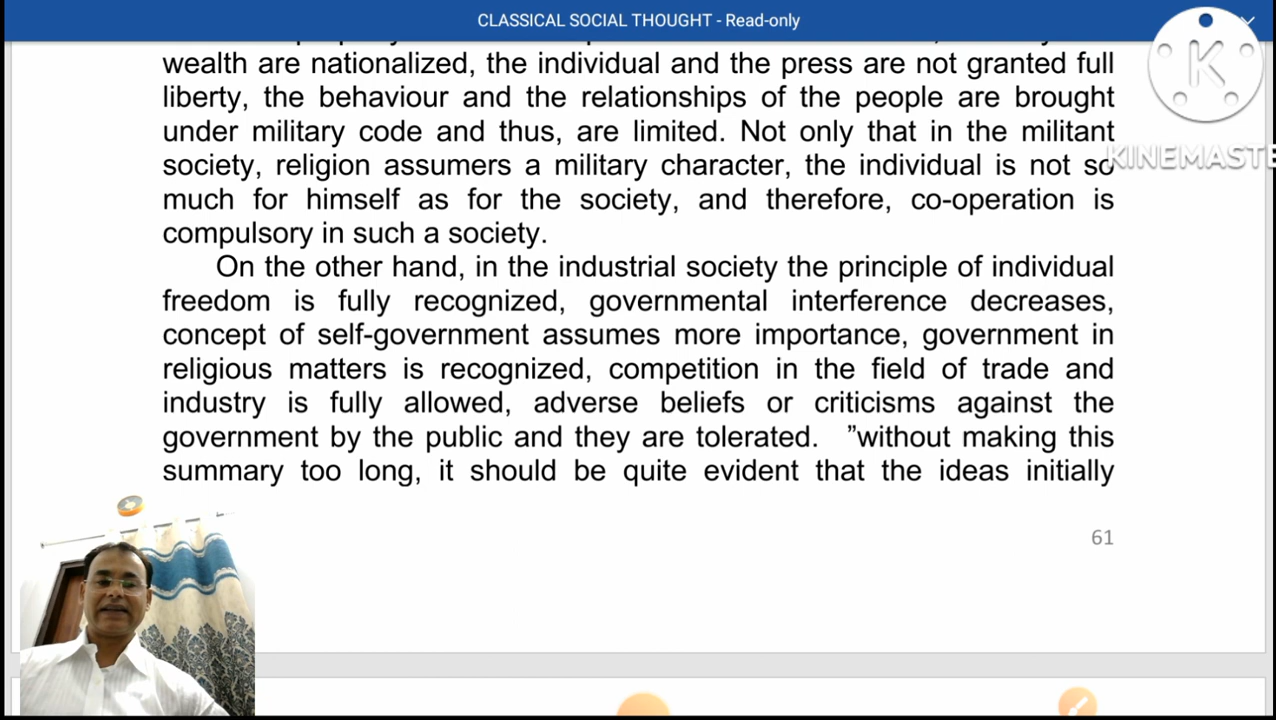 CLASSICAL SOCIAL THOUGHT - Read-only
wealth are nationalized, the individual and the press are not granted full
liberty, the behaviour and the relationships of the people are brought
under military code and thus, are limited. Not only that in the militant
society, religion assumers a military character, the individual is not so
much for himself as for the society, and therefore, co-operation is
compulsory in such a society.
On the other hand, in the industrial society the principle of individual
freedom is fully recognized, governmental interference decreases,
concept of self-government assumes more importance, government in
religious matters is recognized, competition in the field of trade and
industry is fully allowed, adverse beliefs or criticisms against the
government by the public and they are tolerated. ”without making this
summary too long, it should be quite evident that the ideas initially
61
K
KINEMASTE